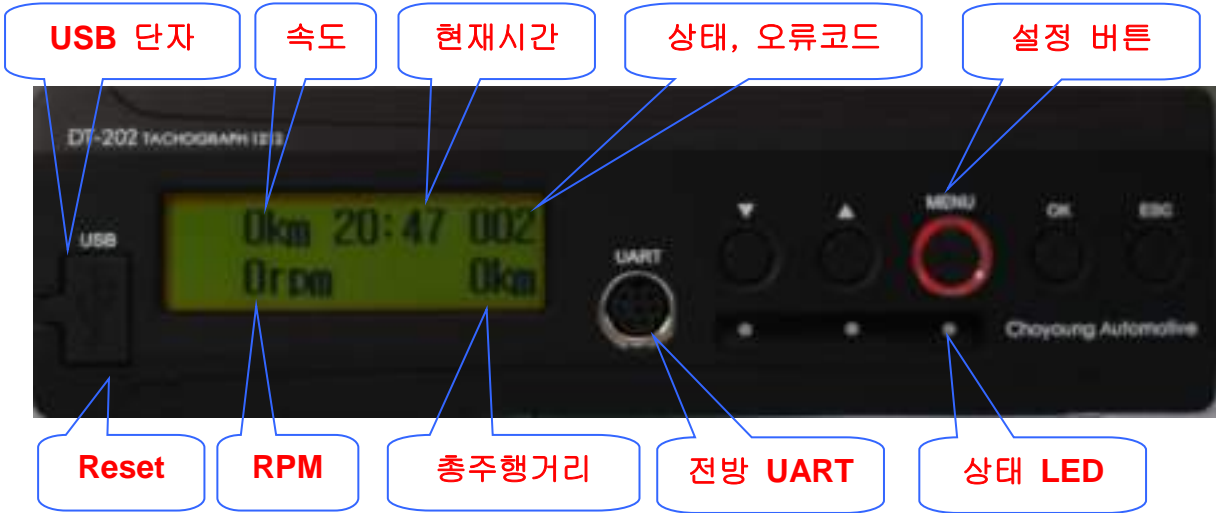 USB 단자
속도
현재시간
상태, 오류코드
설정 버튼
DT-202 TACHOGRAPH
USB
0km 20:47 002
0rpm 0km
UART
▼ ▲ MENU OK ESC
Choyoung Automotive
Reset
RPM
총주행거리
전방 UART
상태 LED